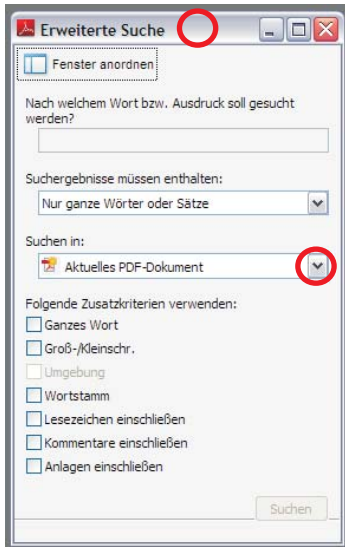 Erweiterte Suche
Fenster anordnen
Nach welchem Wort bzw. Ausdruck soll gesucht
werden?
Suchergebnisse müssen enthalten:
Nur ganze Wörter oder Sätze
Suchen in:
Aktuelles PDF-Dokument
Folgende Zusatzkriterien verwenden:
Ganzes Wort
Groß-/Kleinschr.
Umgebung
Wortstamm
Lesezeichen einschließen
Kommentare einschließen
Anlagen einschließen
Suchen